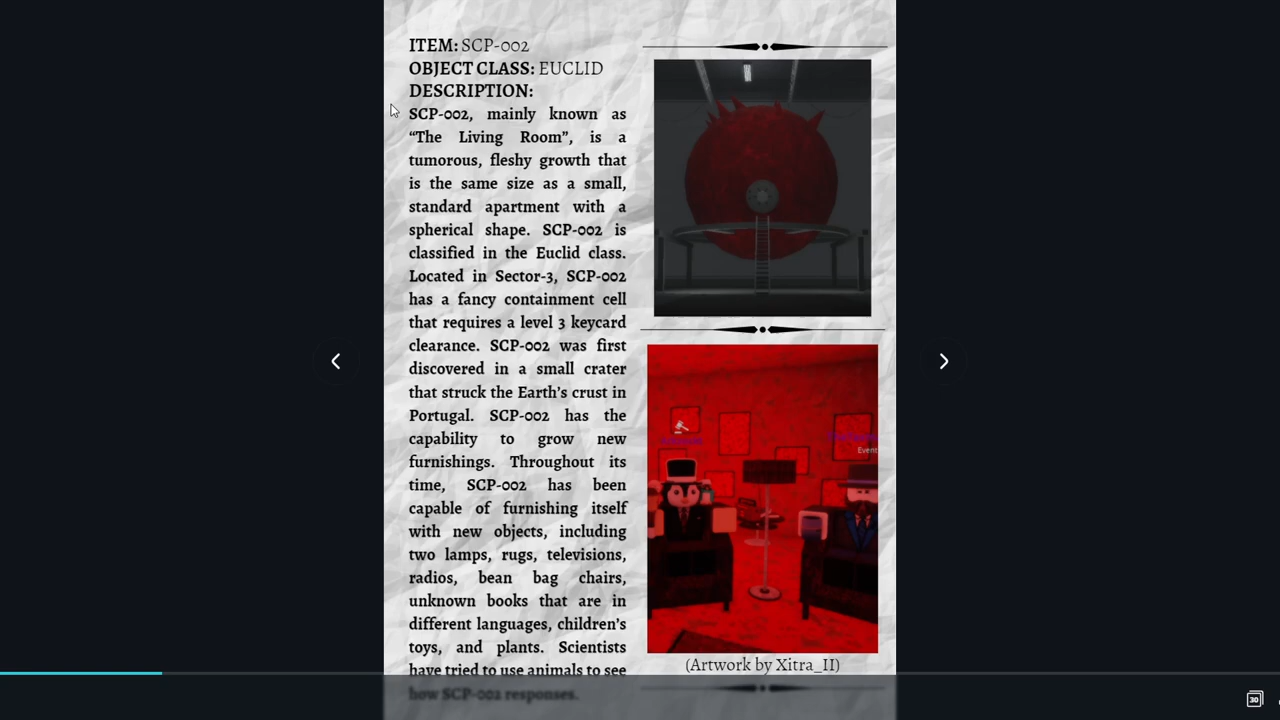 ITEM: SCP-002
OBJECT CLASS: EUCLID
DESCRIPTION:
SCP-002, mainly known as
“The Living Room”, is a
tumorous, fleshy growth that
is the same size as a small,
standard apartment with a
spherical shape. SCP-002 is
classified in the Euclid class.
Located in Sector-3, SCP-002
has a fancy containment cell
that requires a level 3 keycard
clearance. SCP-002 was first
discovered in a small crater
that struck the Earth’s crust in
Portugal. SCP-002 has the
capability to grow new
furnishings. Throughout its
time, SCP-002 has been
capable of furnishing itself
with new objects, including
two lamps, rugs, televisions,
radios, bean bag chairs,
unknown books that are in
different languages, children’s
toys, and plants. Scientists
have tried to use animals to see
how SCP-002 responses.
Event
(Artwork by Xitra_II)
30